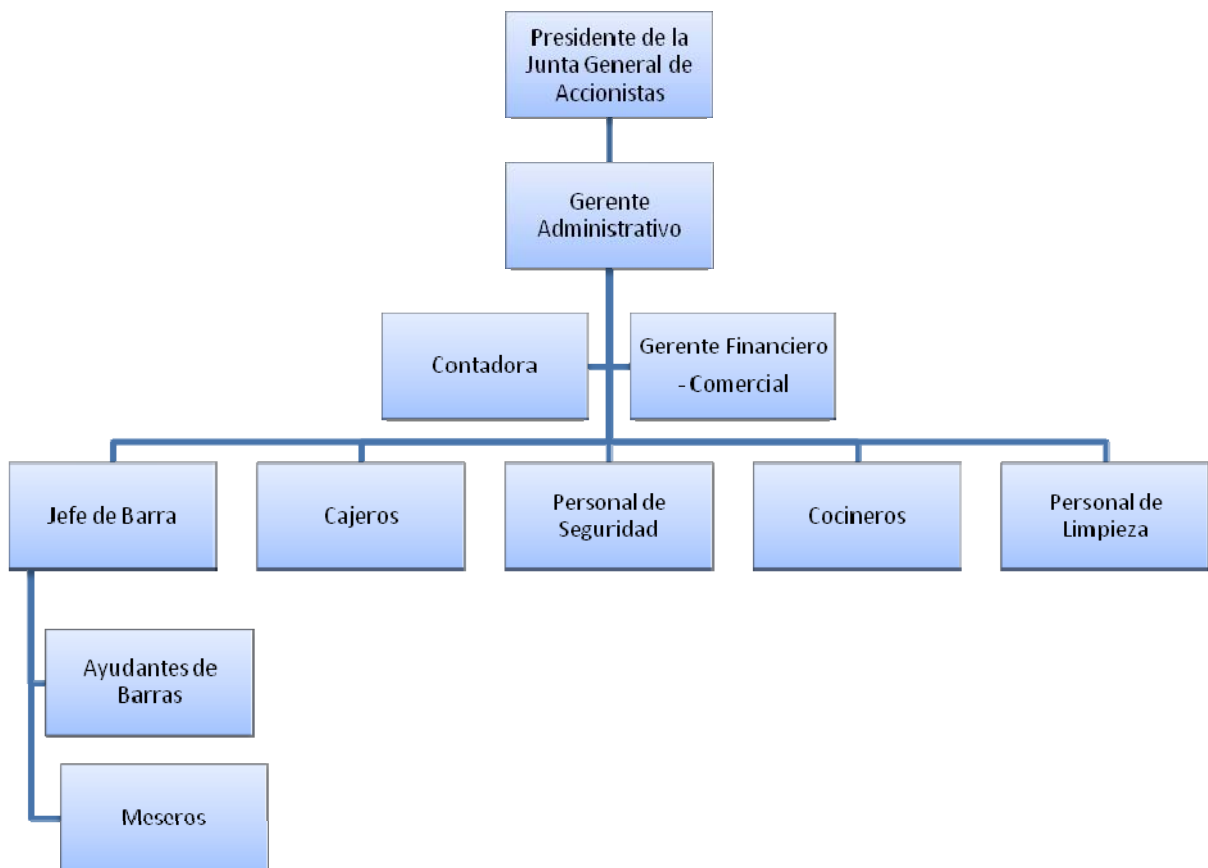 Presidente de la
Junta General de
Accionistas
Gerente
Administrativo
Contadora
Gerente Financiero
- Comercial
Jefe de Barra
Cajeros
Personal de
Seguridad
Cocineros
Personal de
Limpieza
Ayudantes de
Barras
Meseros